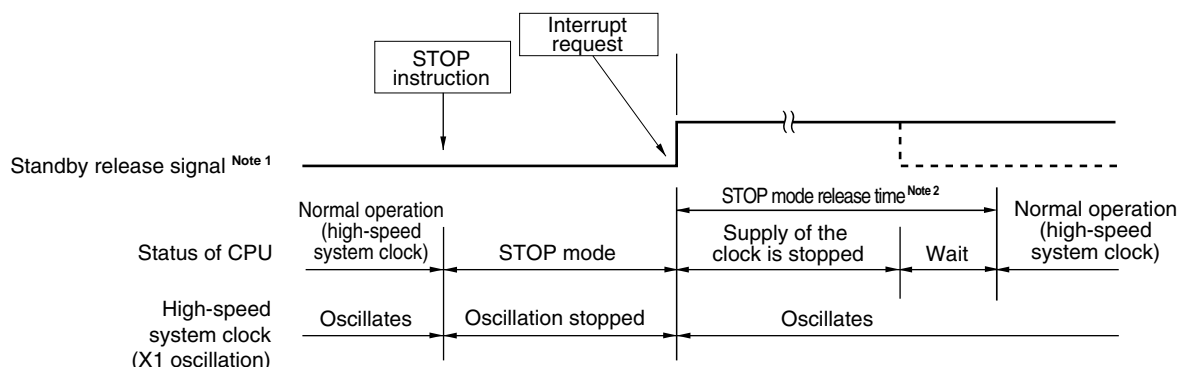 Interrupt
request
STOP
instruction
Standby release signal Note 1
STOP mode release time Note 2
Normal operation
(high-speed
system clock)
Status of CPU
STOP mode
Supply of the
clock is stopped
Wait
Normal operation
(high-speed
system clock)
High-speed
system clock
(X1 oscillation)
Oscillates
Oscillation stopped
Oscillates